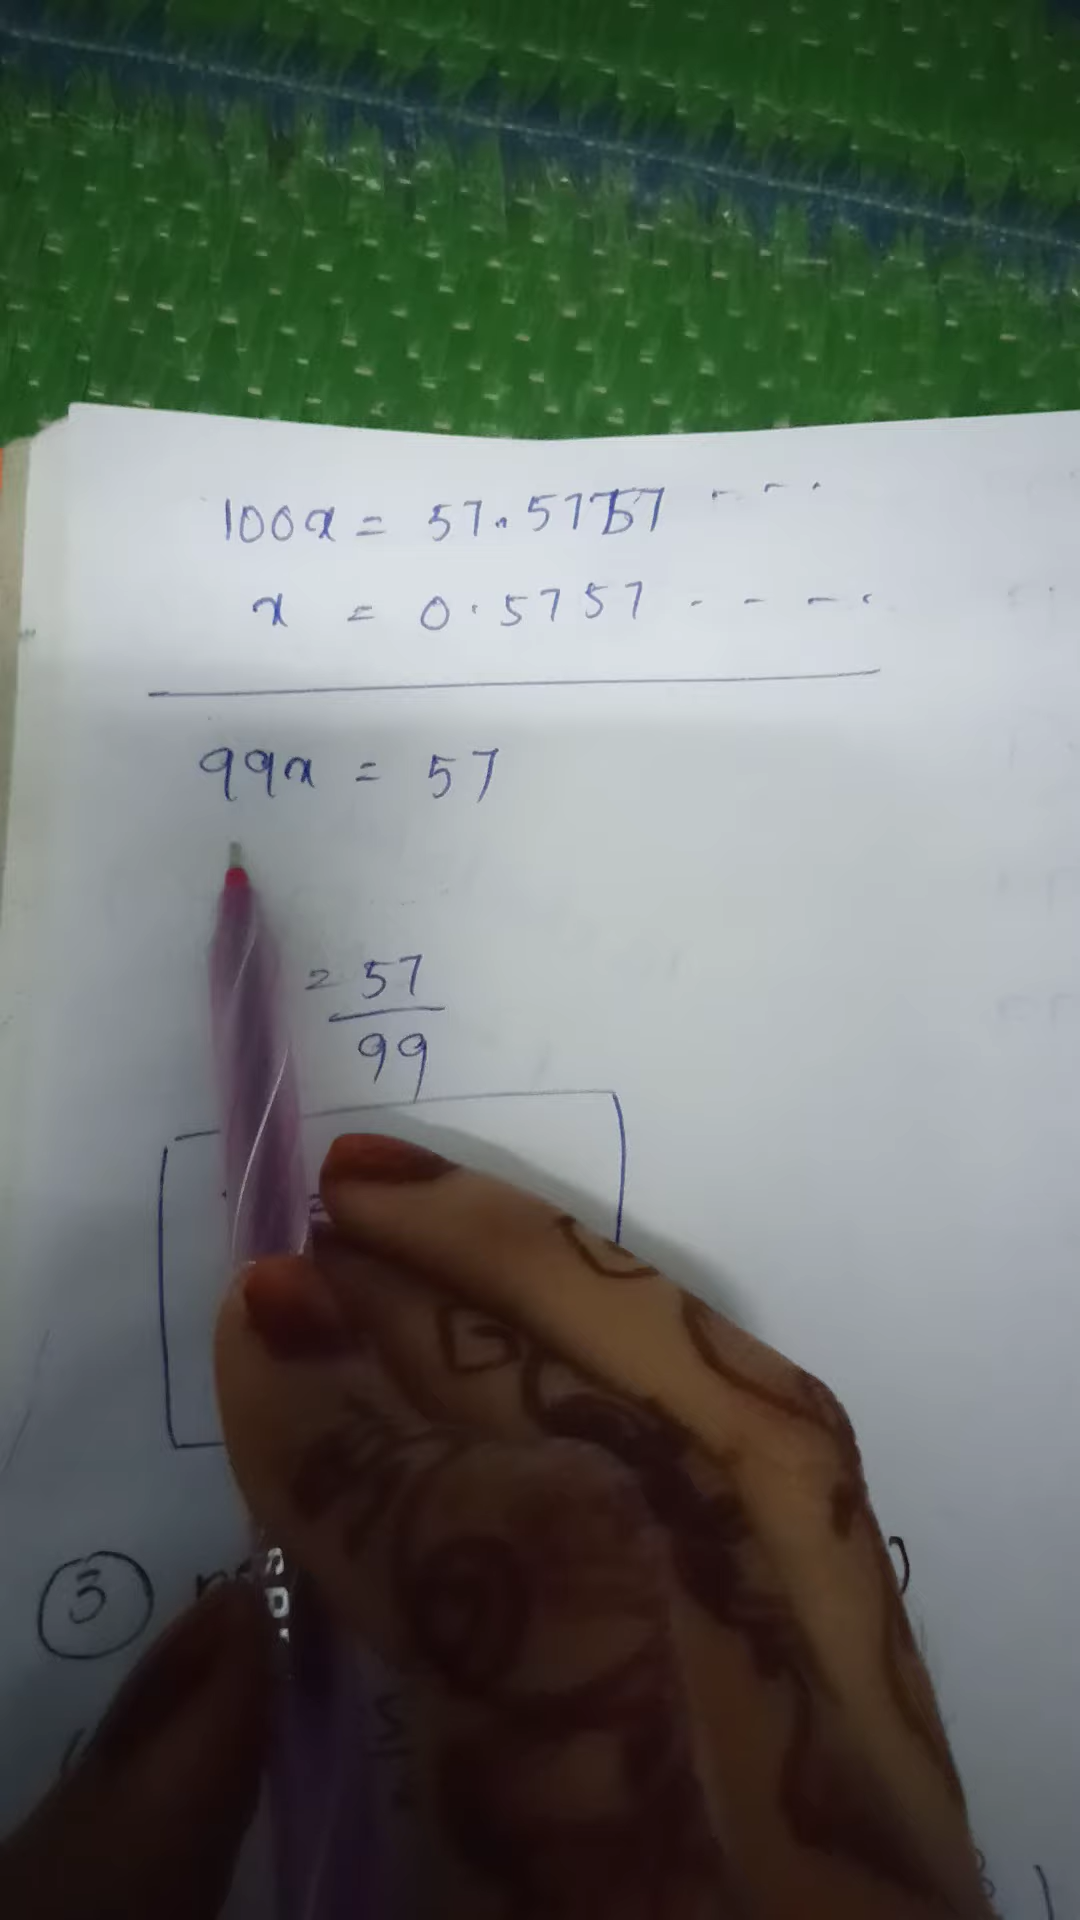 100x = 57.5757 - - - .
x = 0.5757 - - - - .
99x = 57
= 57
99
=
3